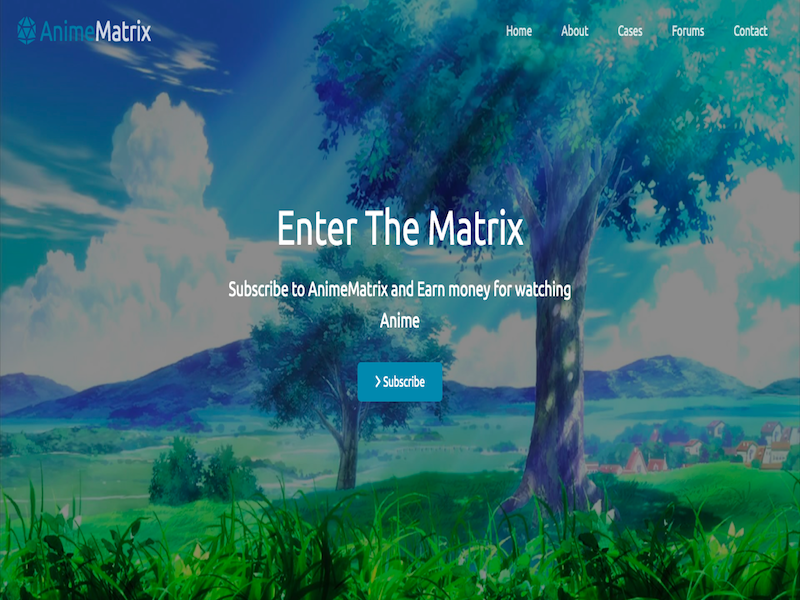 AnimeMatrix
Home About Cases Forums Contact
Enter The Matrix
Subscribe to AnimeMatrix and Earn money for watching
Anime
Subscribe